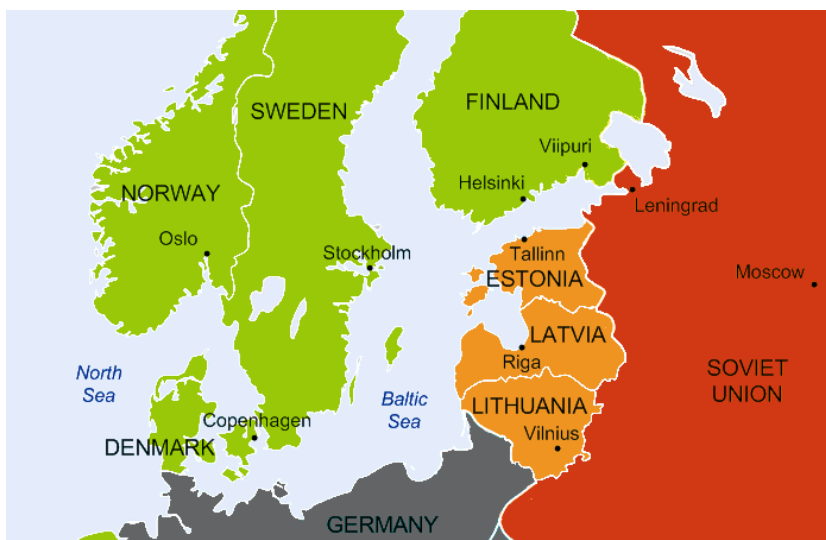 SWEDEN
FINLAND
Viipuri
NORWAY
Helsinki
Leningrad
Oslo
Stockholm
Tallinn
ESTONIA
Moscow
LATVIA
Riga
North
Sea
SOVIET
UNION
Baltic
Sea
LITHUANIA
Copenhagen
Vilnius
DENMARK
GERMANY